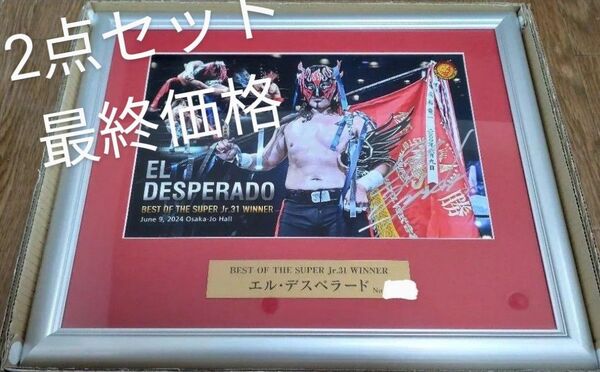 2点セット
最終価格
EL
DESPERADO
BEST OF THE SUPER Jr.31 WINNER
June 9, 2024 Osaka-Jo Hall
BEST OF THE SUPER Jr.31 WINNER
エル・デスペラード No